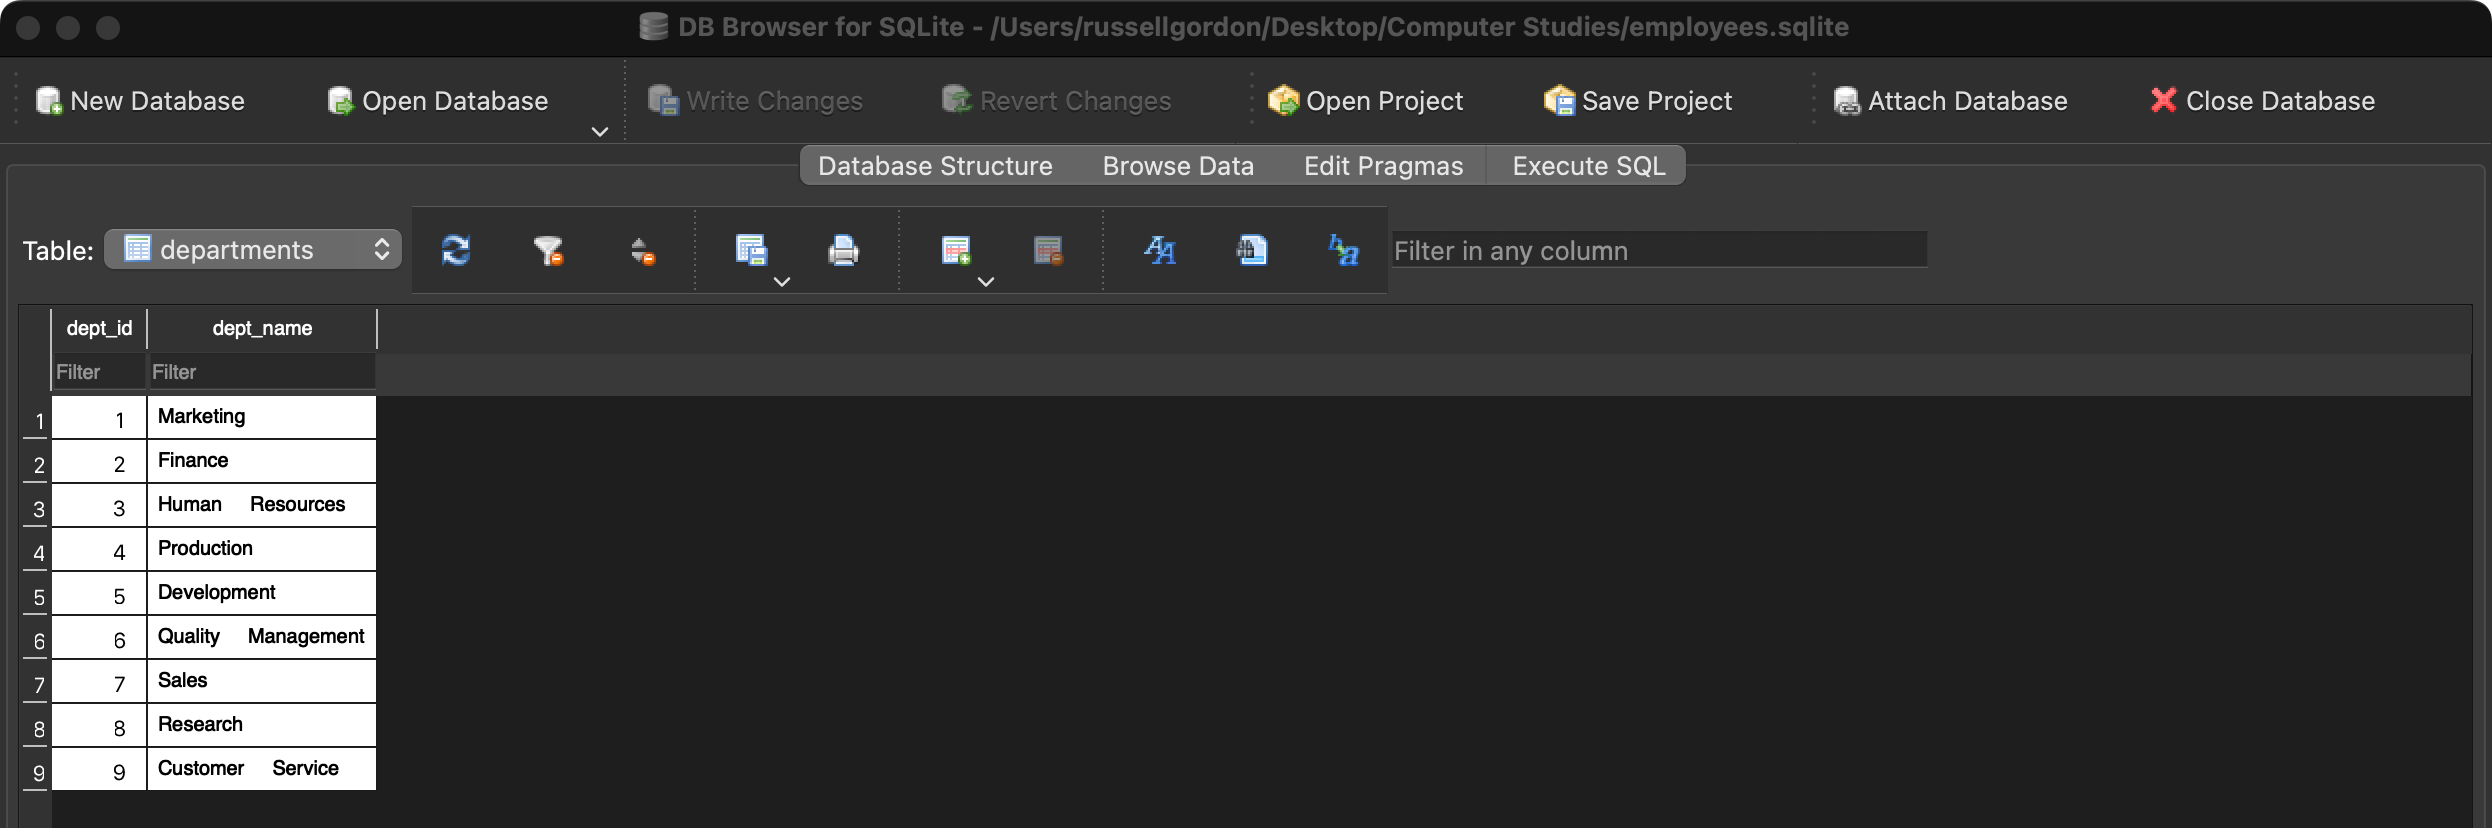 DB Browser for SQLite - /Users/russellgordon/Desktop/Computer Studies/employees.sqlite
New Database Open Database Write Changes Revert Changes Open Project Save Project Attach Database Close Database
Database Structure Browse Data Edit Pragmas Execute SQL
Table: departments Filter in any column
dept_id dept_name
Filter Filter
1 1 Marketing
2 2 Finance
3 3 Human Resources
4 4 Production
5 5 Development
6 6 Quality Management
7 7 Sales
8 8 Research
9 9 Customer Service